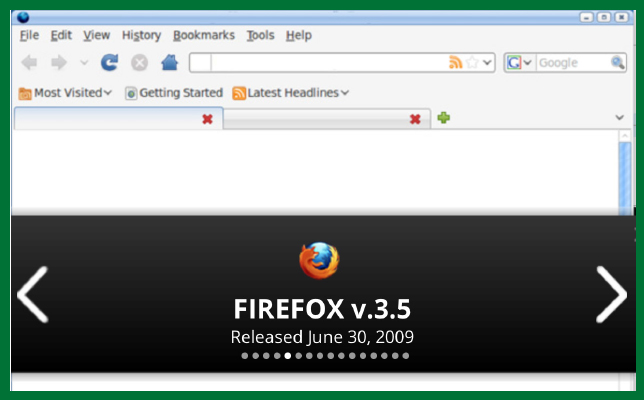 File Edit View History Bookmarks Tools Help
Google
Most Visited Getting Started Latest Headlines
FIREFOX v.3.5
Released June 30, 2009